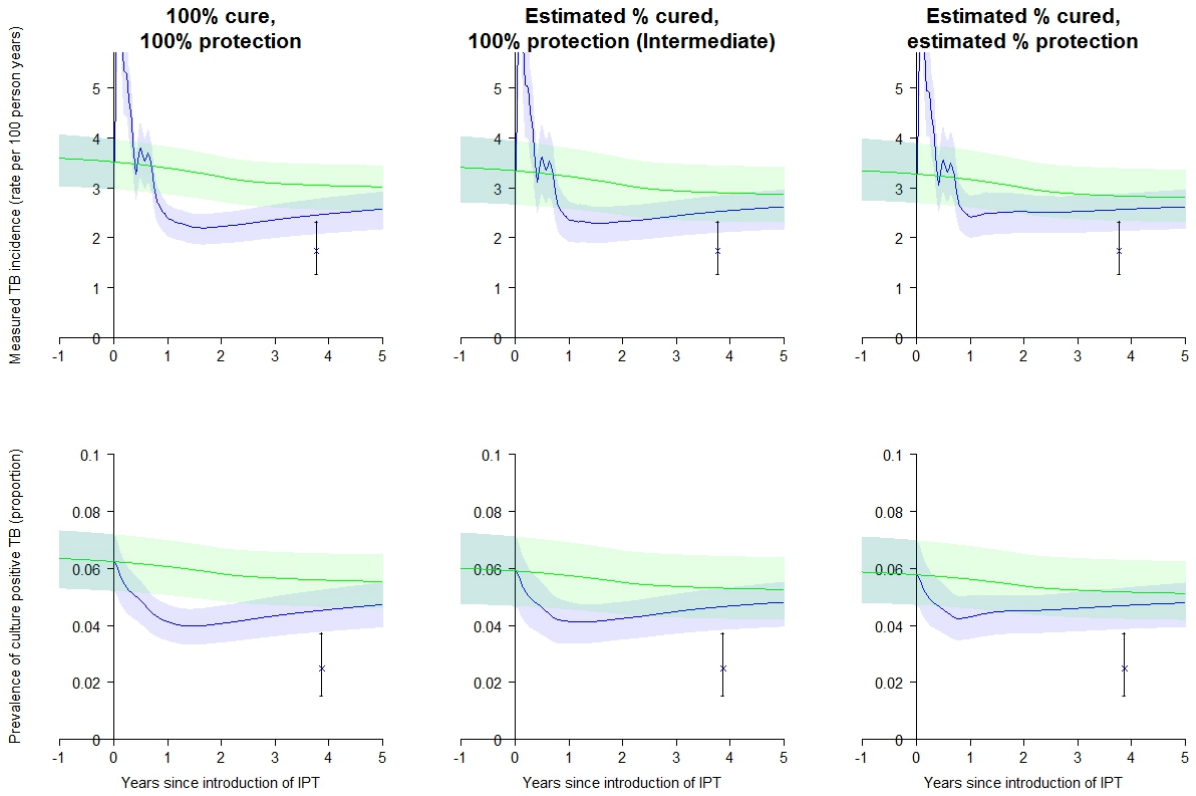 100% cure,
100% protection
Estimated % cured,
100% protection (Intermediate)
Estimated % cured,
estimated % protection
Measured TB incidence (rate per 100 person years)
5
4
3
2
1
0
-1 0 1 2 3 4 5
5
4
3
2
1
0
-1 0 1 2 3 4 5
5
4
3
2
1
0
-1 0 1 2 3 4 5
Prevalence of culture positive TB (proportion)
0.1
0.08
0.06
0.04
0.02
0
-1 0 1 2 3 4 5
Years since introduction of IPT
0.1
0.08
0.06
0.04
0.02
0
-1 0 1 2 3 4 5
Years since introduction of IPT
0.1
0.08
0.06
0.04
0.02
0
-1 0 1 2 3 4 5
Years since introduction of IPT